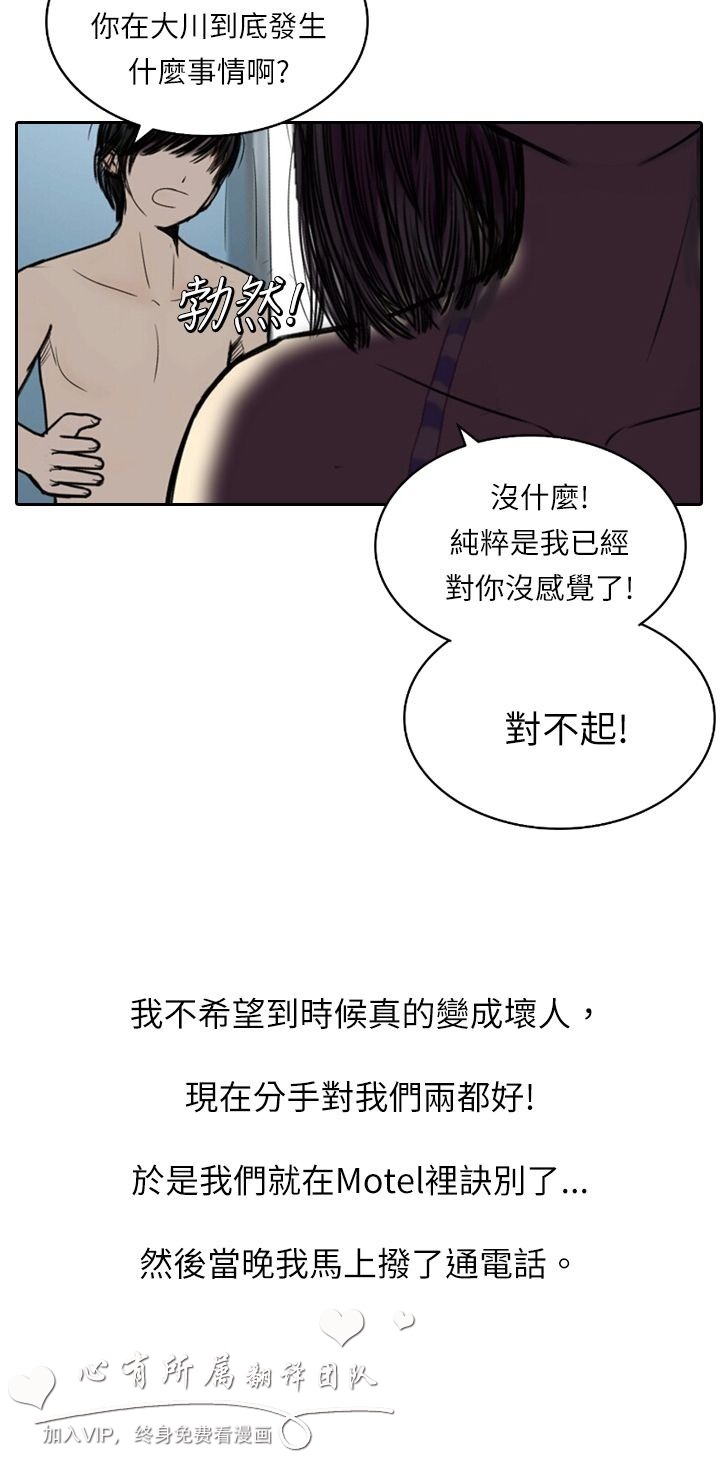 你在大川到底發生
什麼事情啊?
勃然!
沒什麼!
純粹是我已經
對你沒感覺了!
對不起!
我不希望到時候真的變成壞人，
現在分手對我們兩都好!
於是我們就在Motel裡訣別了...
然後當晚我馬上撥了通電話。
心有所属翻译团队
加入VIP，终身免费看漫画